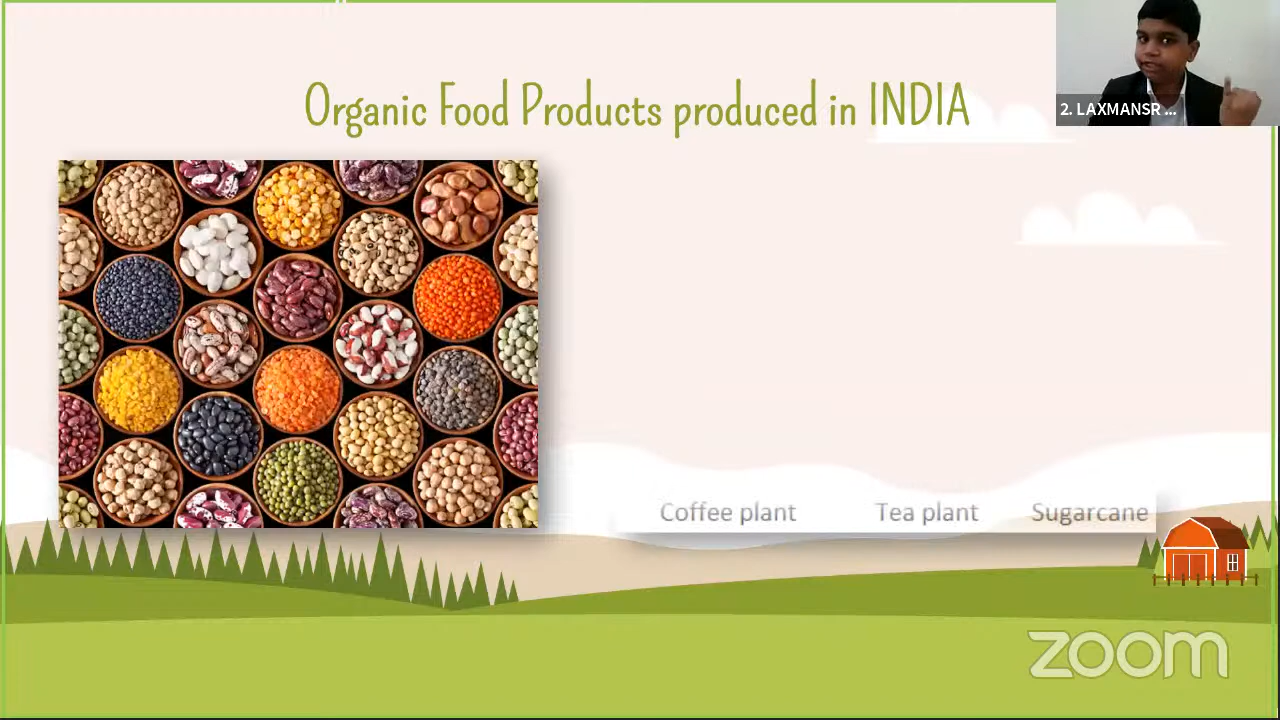 Organic Food Products produced in INDIA
2. LAXMANSR ...
Coffee plant Tea plant Sugarcane
zoom